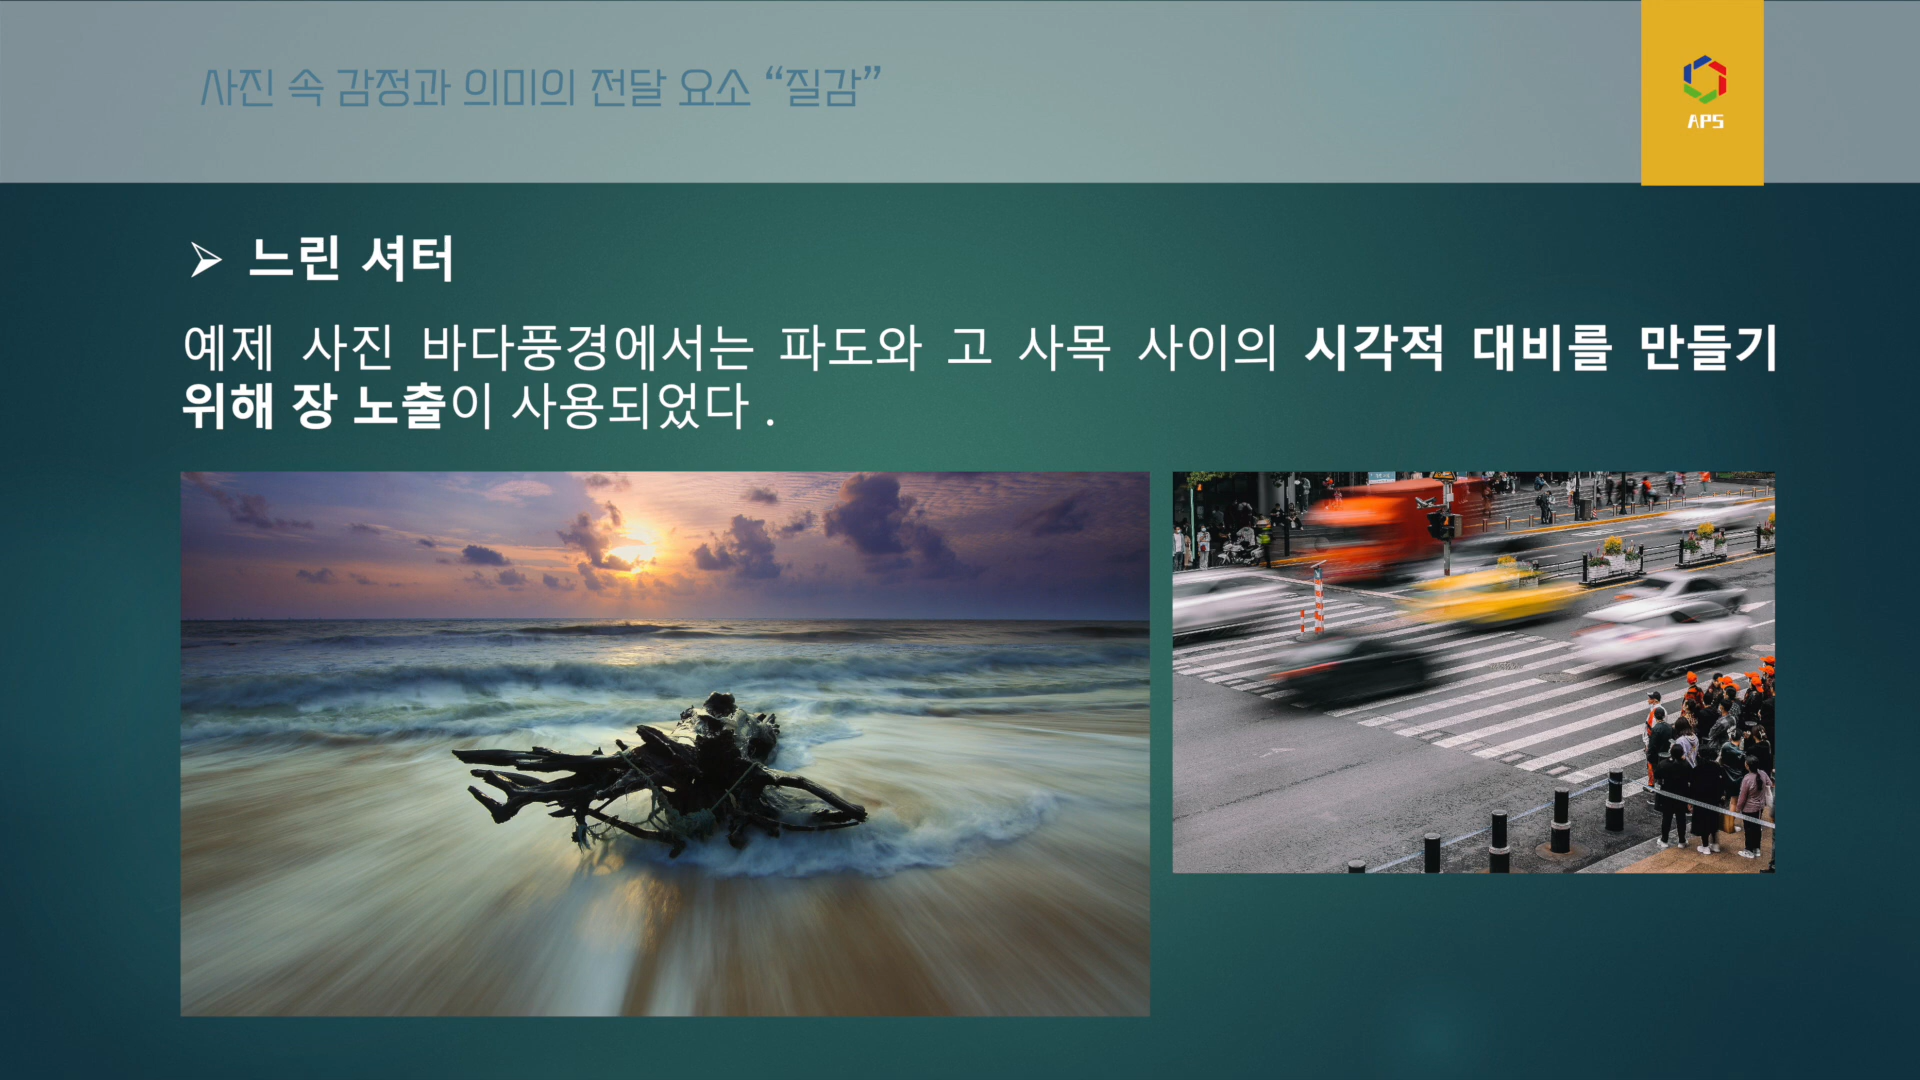 사진 속 감정과 의미의 전달 요소 “질감”
APS
➢ 느린 셔터
예제 사진 바다풍경에서는 파도와 고 사목 사이의 시각적 대비를 만들기
위해 장 노출이 사용되었다 .